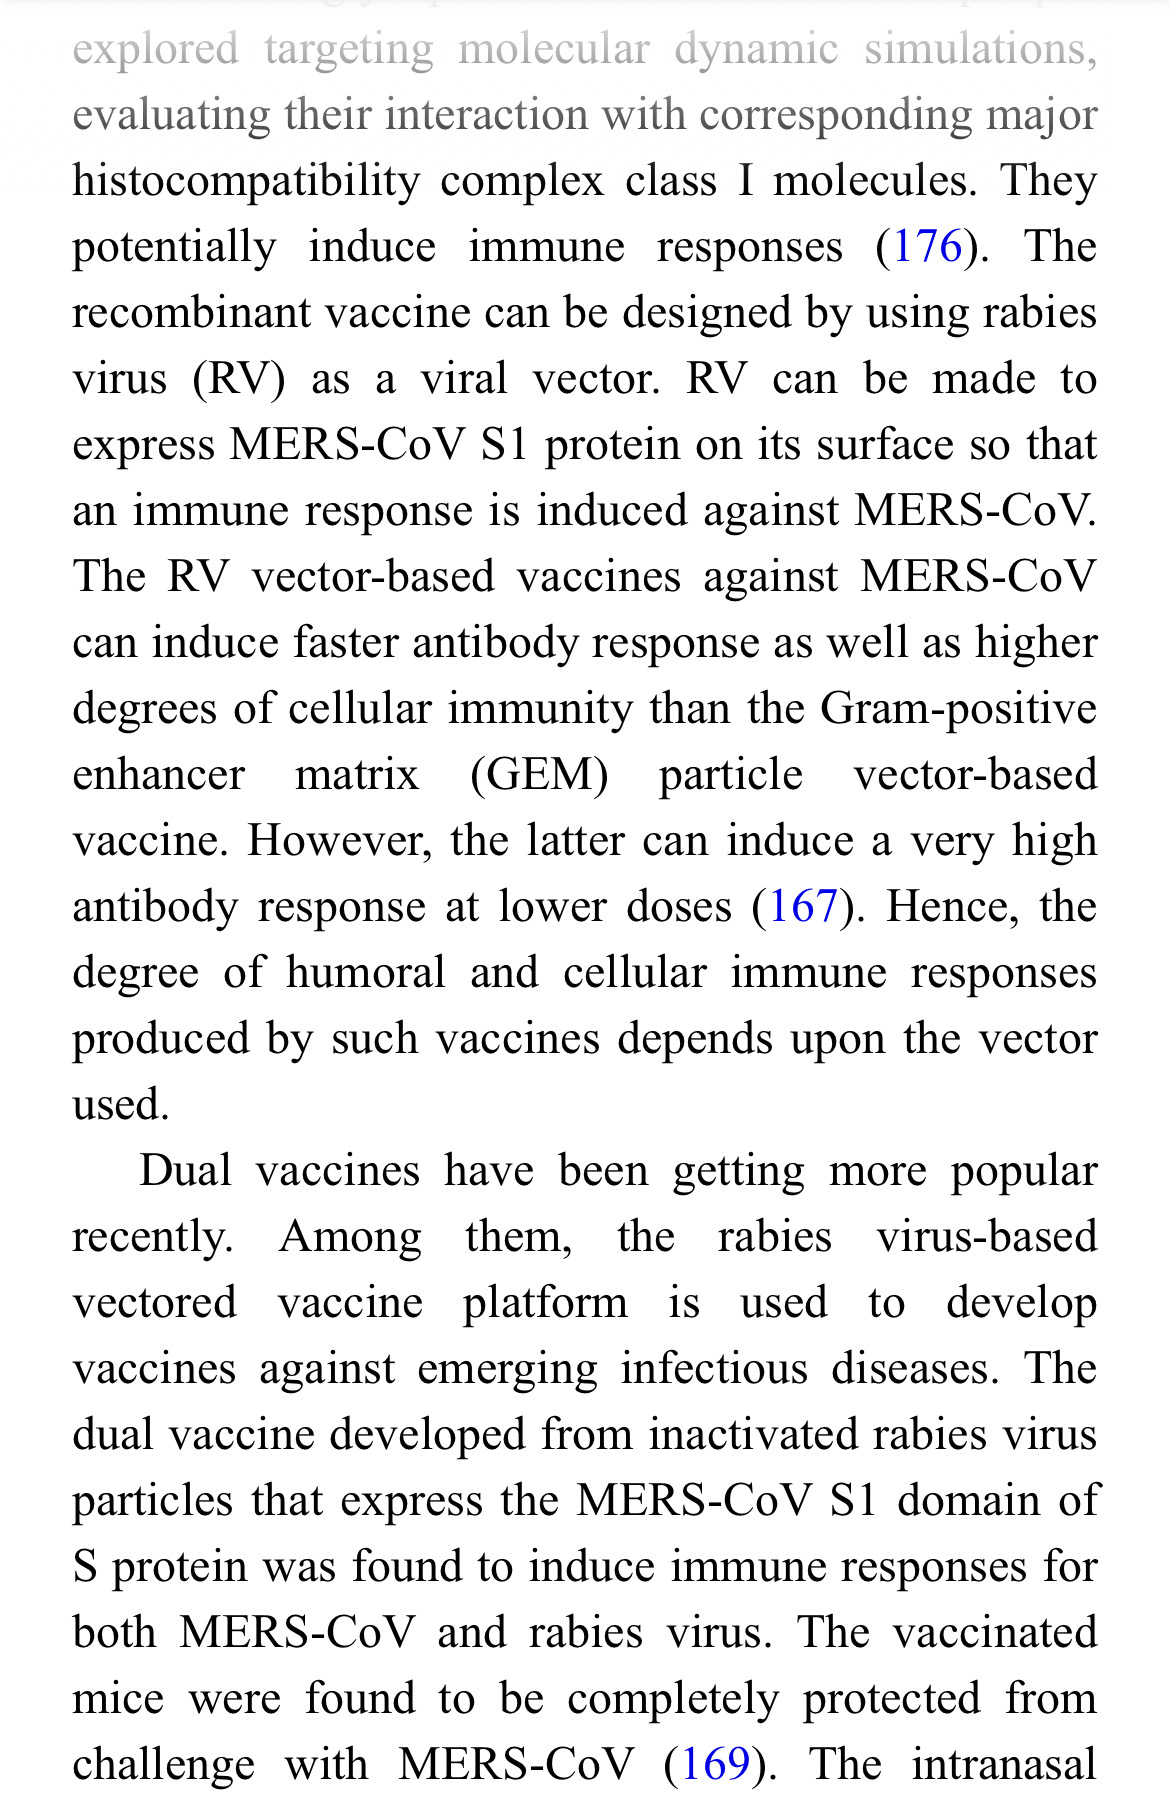 explored targeting molecular dynamic simulations,
evaluating their interaction with corresponding major
histocompatibility complex class I molecules. They
potentially induce immune responses (176). The
recombinant vaccine can be designed by using rabies
virus (RV) as a viral vector. RV can be made to
express MERS-CoV S1 protein on its surface so that
an immune response is induced against MERS-CoV.
The RV vector-based vaccines against MERS-CoV
can induce faster antibody response as well as higher
degrees of cellular immunity than the Gram-positive
enhancer matrix (GEM) particle vector-based
vaccine. However, the latter can induce a very high
antibody response at lower doses (167). Hence, the
degree of humoral and cellular immune responses
produced by such vaccines depends upon the vector
used.
Dual vaccines have been getting more popular
recently. Among them, the rabies virus-based
vectored vaccine platform is used to develop
vaccines against emerging infectious diseases. The
dual vaccine developed from inactivated rabies virus
particles that express the MERS-CoV S1 domain of
S protein was found to induce immune responses for
both MERS-CoV and rabies virus. The vaccinated
mice were found to be completely protected from
challenge with MERS-CoV (169). The intranasal